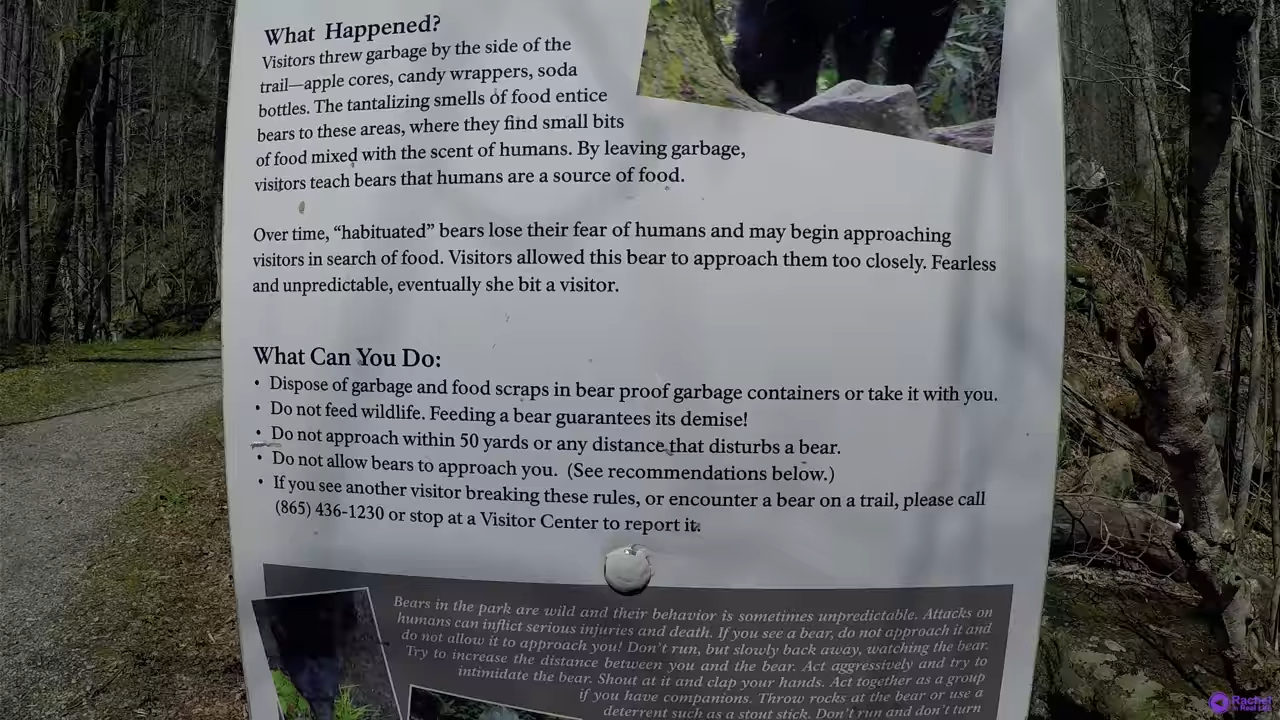 What Happened?
Visitors threw garbage by the side of the
trail—apple cores, candy wrappers, soda
bottles. The tantalizing smells of food entice
bears to these areas, where they find small bits
of food mixed with the scent of humans. By leaving garbage,
visitors teach bears that humans are a source of food.
Over time, “habituated” bears lose their fear of humans and may begin approaching
visitors in search of food. Visitors allowed this bear to approach them too closely. Fearless
and unpredictable, eventually she bit a visitor.
What Can You Do:
• Dispose of garbage and food scraps in bear proof garbage containers or take it with you.
• Do not feed wildlife. Feeding a bear guarantees its demise!
• Do not approach within 50 yards or any distance that disturbs a bear.
• Do not allow bears to approach you. (See recommendations below.)
• If you see another visitor breaking these rules, or encounter a bear on a trail, please call
(865) 436-1230 or stop at a Visitor Center to report it.
Bears in the park are wild and their behavior is sometimes unpredictable. Attacks on
humans can inflict serious injuries and death. If you see a bear, do not approach it and
do not allow it to approach you! Don't run, but slowly back away, watching the bear.
Try to increase the distance between you and the bear. Act aggressively and try to
intimidate the bear. Shout at it and clap your hands. Act together as a group
if you have companions. Throw rocks at the bear or use a
deterrent such as a stout stick. Don't run and don't turn
Rachel
In Real Life